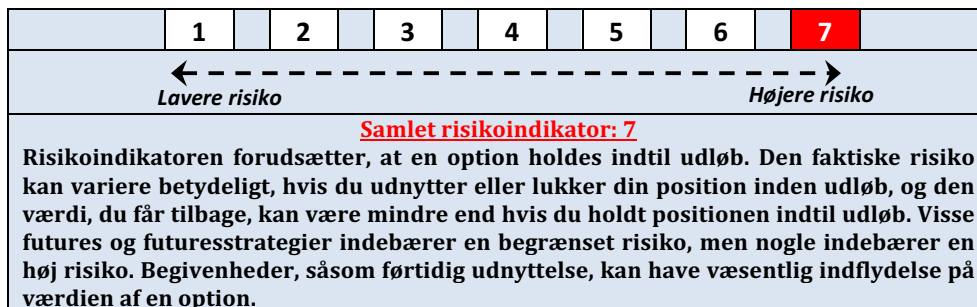 1 2 3 4 5 6 7
Lavere risiko Højere risiko
Samlet risikoindikator: 7
Risikoindikatoren forudsætter, at en option holdes indtil udløb. Den faktiske risiko
kan variere betydeligt, hvis du udnytter eller lukker din position inden udløb, og den
værdi, du får tilbage, kan være mindre end hvis du holdt positionen indtil udløb. Visse
futures og futuresstrategier indebærer en begrænset risiko, men nogle indebærer en
høj risiko. Begivenheder, såsom førtidig udnyttelse, kan have væsentlig indflydelse på
værdien af en option.